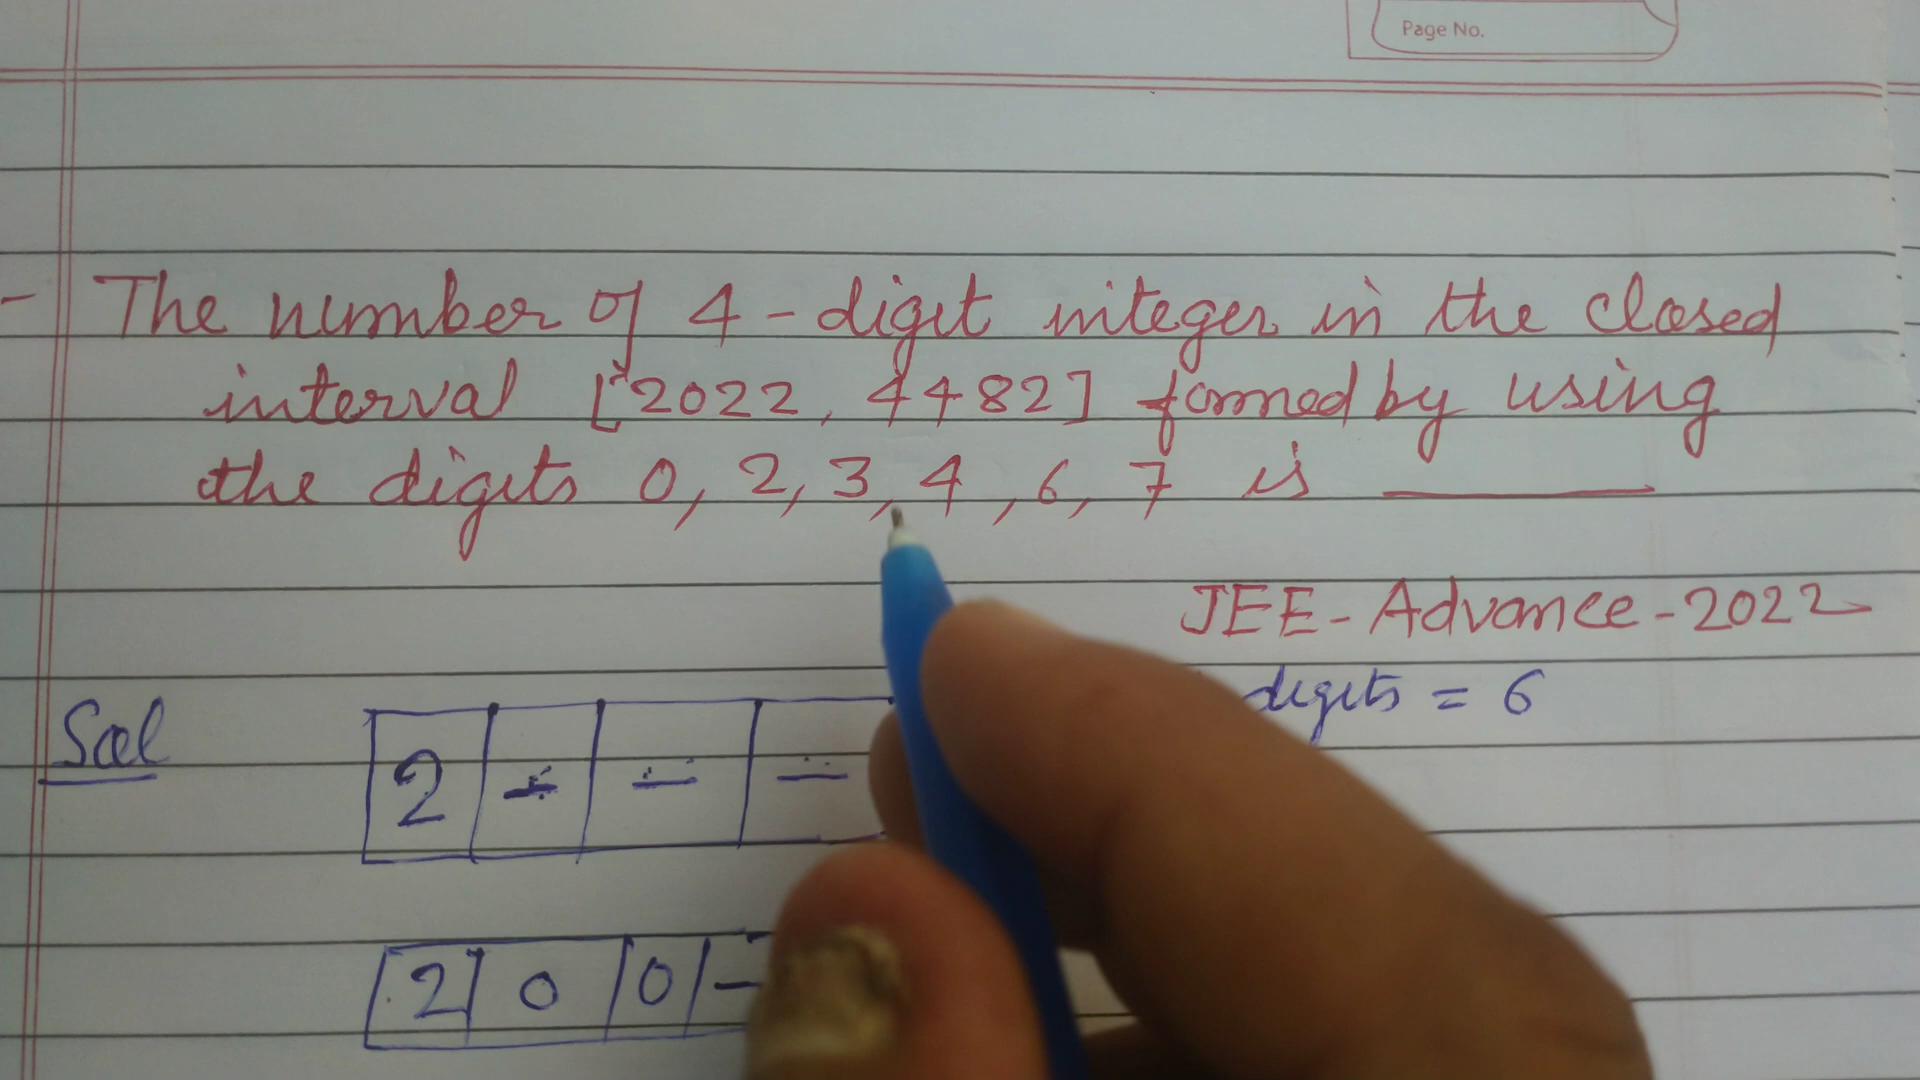 Page No.
- The number of 4-digit integer in the closed
interval [2022, 4482] formed by using
the digits 0, 2, 3, 4, 6, 7 is ______
JEE-Advance-2022
digits = 6
Sol
2 - - -
2 0 0 -